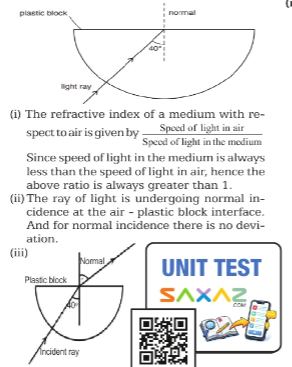 plastic block
normal
40°
light ray
(i) The refractive index of a medium with re-
spect to air is given by Speed of light in air
Speed of light in the medium
Since speed of light in the medium is always
less than the speed of light in air, hence the
above ratio is always greater than 1.
(ii) The ray of light is undergoing normal in-
cidence at the air - plastic block interface.
And for normal incidence there is no devi-
ation.
(iii)
Normal
Plastic block
40°
Incident ray
UNIT TEST
SAXAZ
.COM